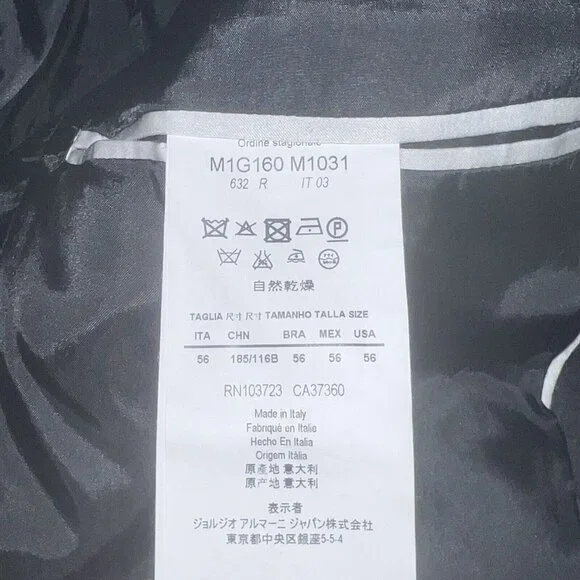 Ordine stagionale
M1G160 M1031
632 R IT 03
P
自然乾燥
TAGLIA 尺寸 尺寸 TAMANHO TALLA SIZE
ITA CHN BRA MEX USA
56 185/116B 56 56 56
RN103723 CA37360
Made in Italy
Fabriqué en Italie
Hecho En Italia
Origem Itália
原產地 意大利
原产地 意大利
表示者
ジョルジオ アルマーニ ジャパン株式会社
東京都中央区銀座5-5-4